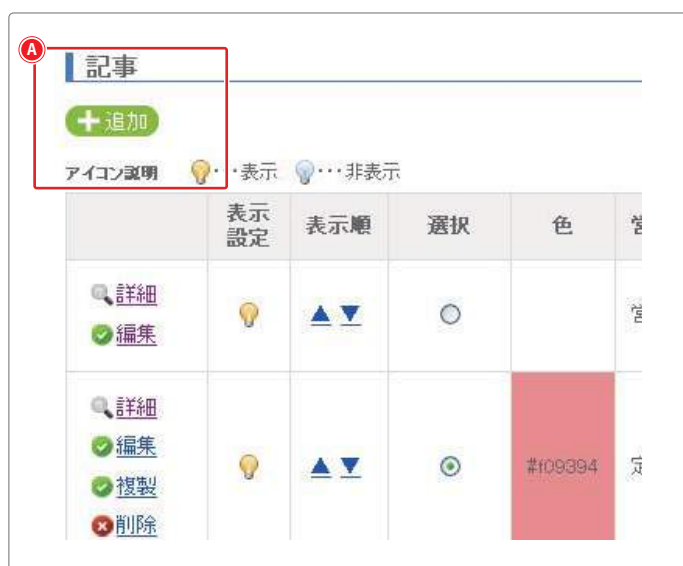 A
記事
追加
アイコン説明 ・・・表示 ・・・非表示
表示設定 表示順 選択 色
詳細
編集
詳細
編集
複製
削除
#f09394